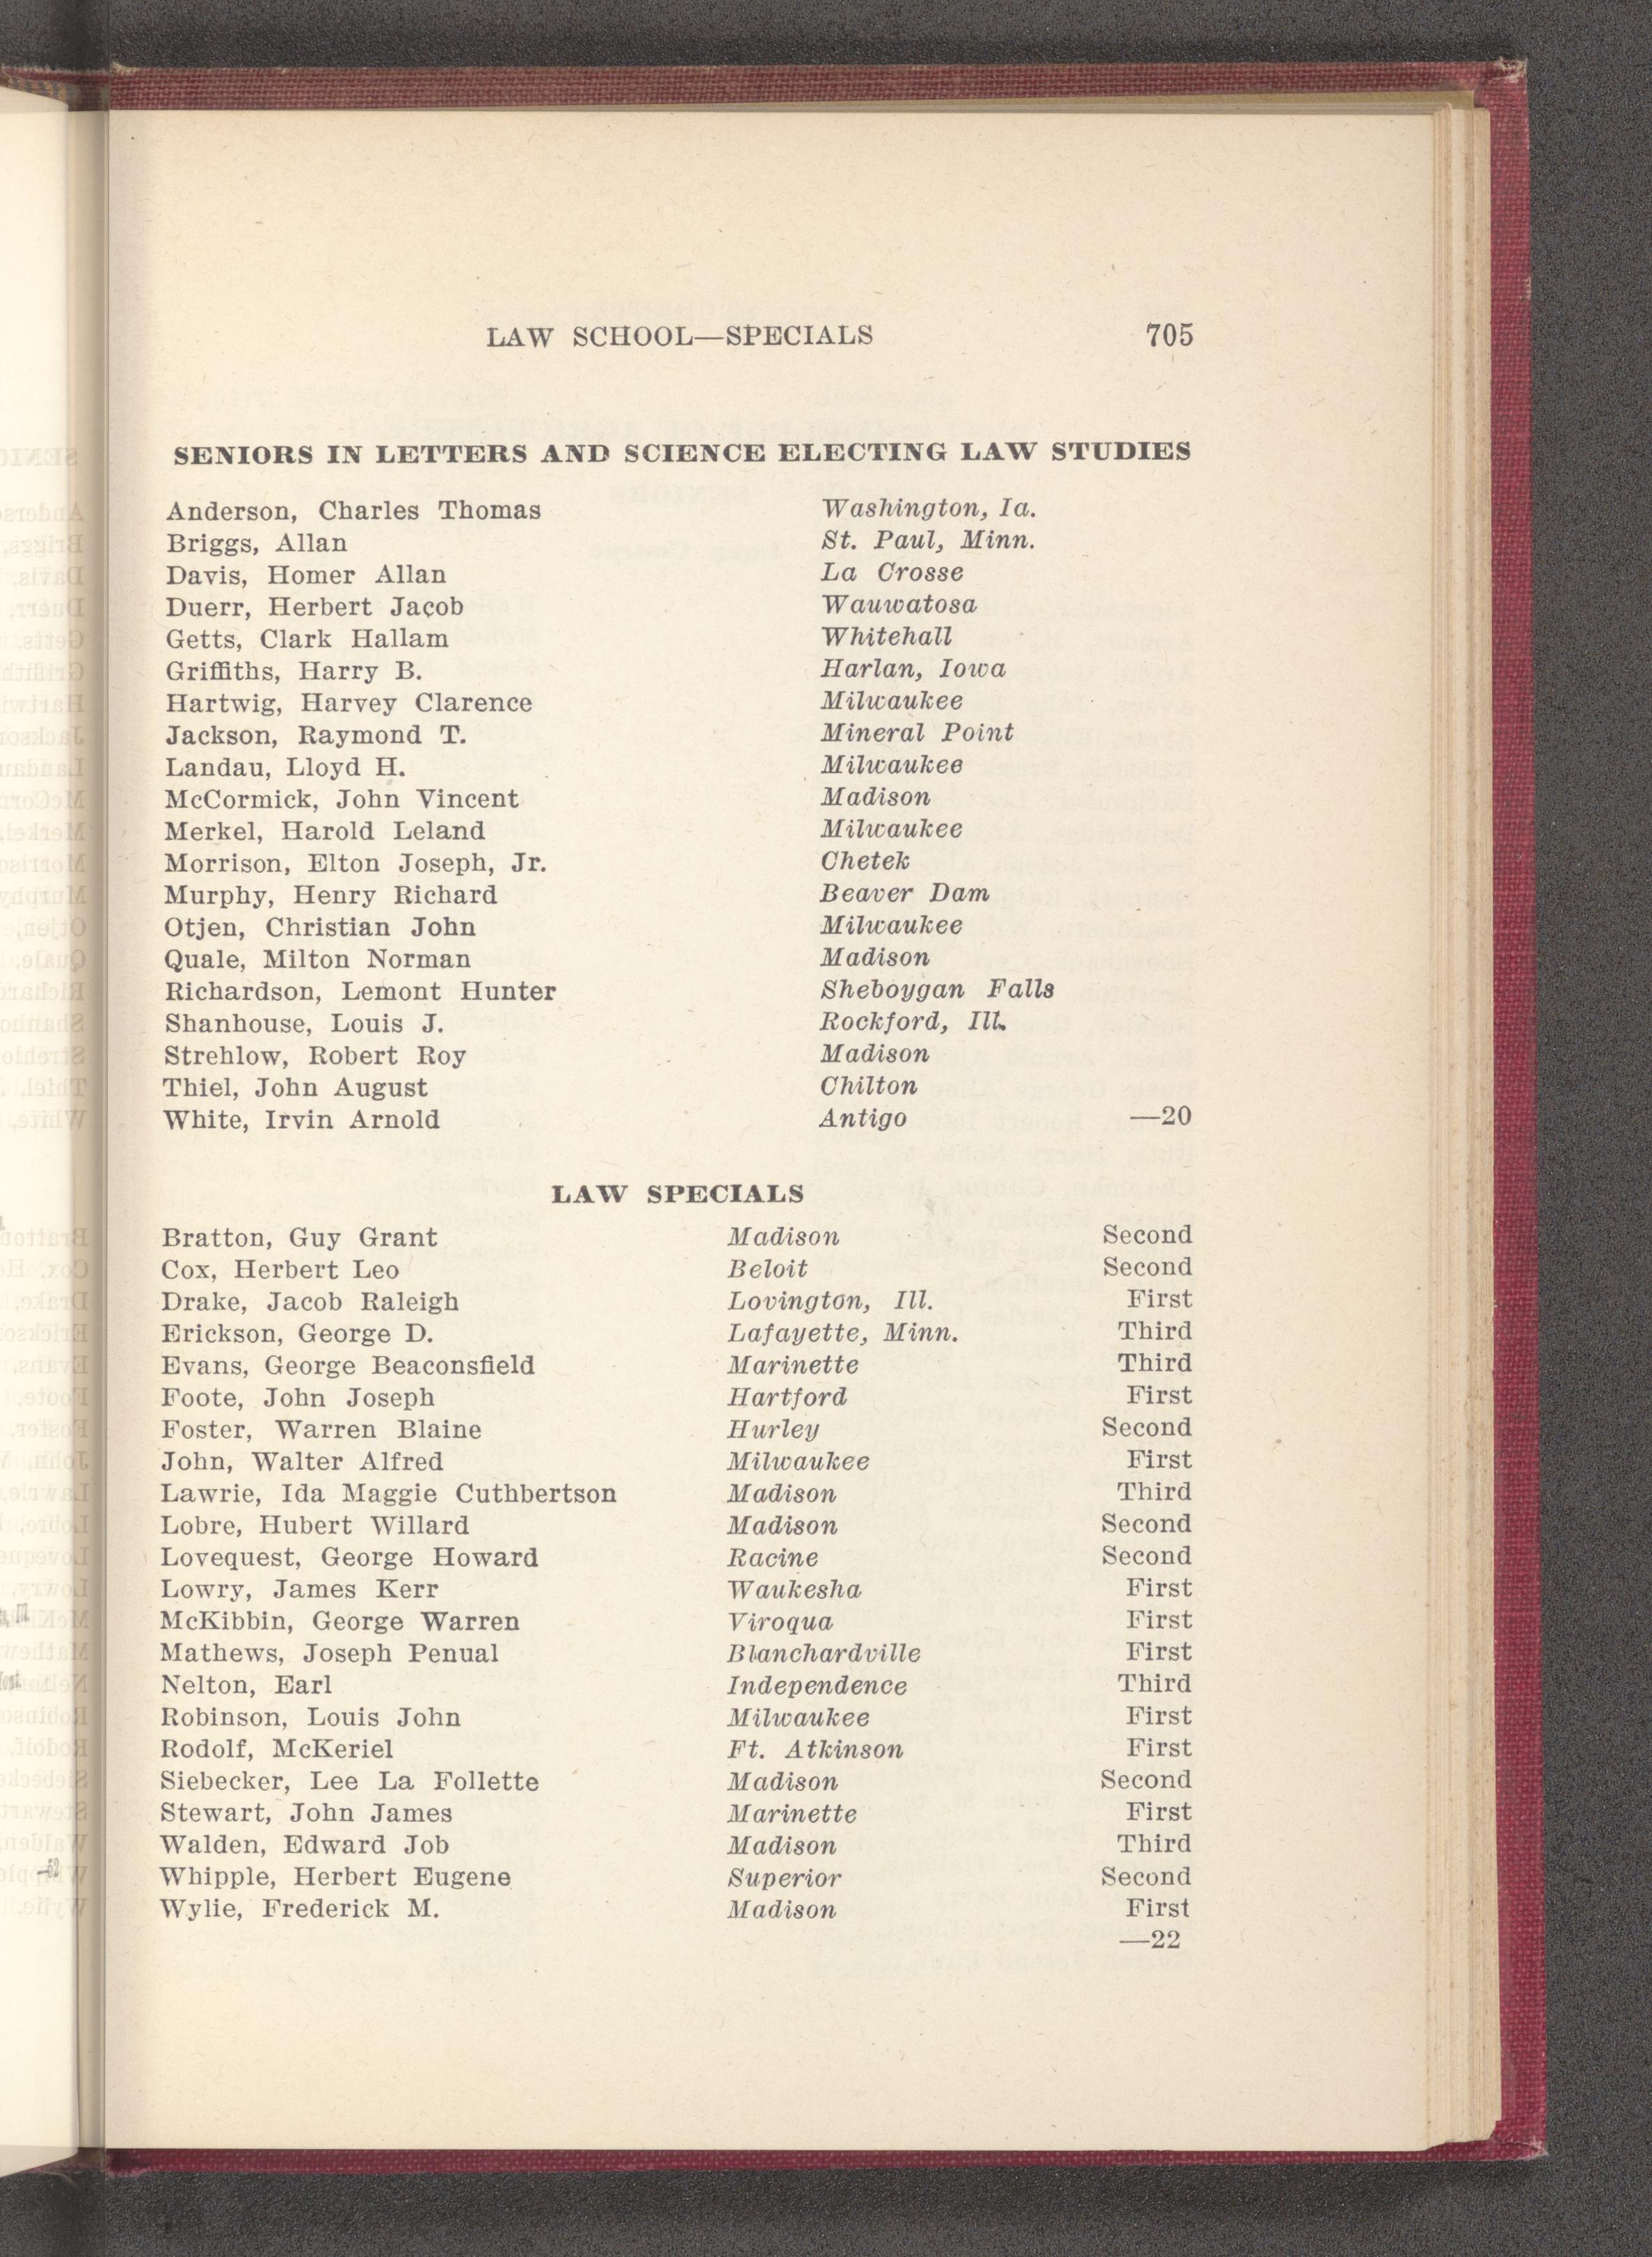 LAW SCHOOL—SPECIALS 705
SENIORS IN LETTERS AND SCIENCE ELECTING LAW STUDIES
Anderson, Charles Thomas Washington, Ia.
Briggs, Allan St. Paul, Minn.
Davis, Homer Allan La Crosse
Duerr, Herbert Jacob Wauwatosa
Getts, Clark Hallam Whitehall
Griffiths, Harry B. Harlan, Iowa
Hartwig, Harvey Clarence Milwaukee
Jackson, Raymond T. Mineral Point
Landau, Lloyd H. Milwaukee
McCormick, John Vincent Madison
Merkel, Harold Leland Milwaukee
Morrison, Elton Joseph, Jr. Chetek
Murphy, Henry Richard Beaver Dam
Otjen, Christian John Milwaukee
Quale, Milton Norman Madison
Richardson, Lemont Hunter Sheboygan Falls
Shanhouse, Louis J. Rockford, Ill.
Strehlow, Robert Roy Madison
Thiel, John August Chilton
White, Irvin Arnold Antigo —20
LAW SPECIALS
Bratton, Guy Grant Madison Second
Cox, Herbert Leo Beloit Second
Drake, Jacob Raleigh Lovington, Ill. First
Erickson, George D. Lafayette, Minn. Third
Evans, George Beaconsfield Marinette Third
Foote, John Joseph Hartford First
Foster, Warren Blaine Hurley Second
John, Walter Alfred Milwaukee First
Lawrie, Ida Maggie Cuthbertson Madison Third
Lobre, Hubert Willard Madison Second
Lovequest, George Howard Racine Second
Lowry, James Kerr Waukesha First
McKibbin, George Warren Viroqua First
Mathews, Joseph Penual Blanchardville First
Nelton, Earl Independence Third
Robinson, Louis John Milwaukee First
Rodolf, McKeriel Ft. Atkinson First
Siebecker, Lee La Follette Madison Second
Stewart, John James Marinette First
Walden, Edward Job Madison Third
Whipple, Herbert Eugene Superior Second
Wylie, Frederick M. Madison First
—22